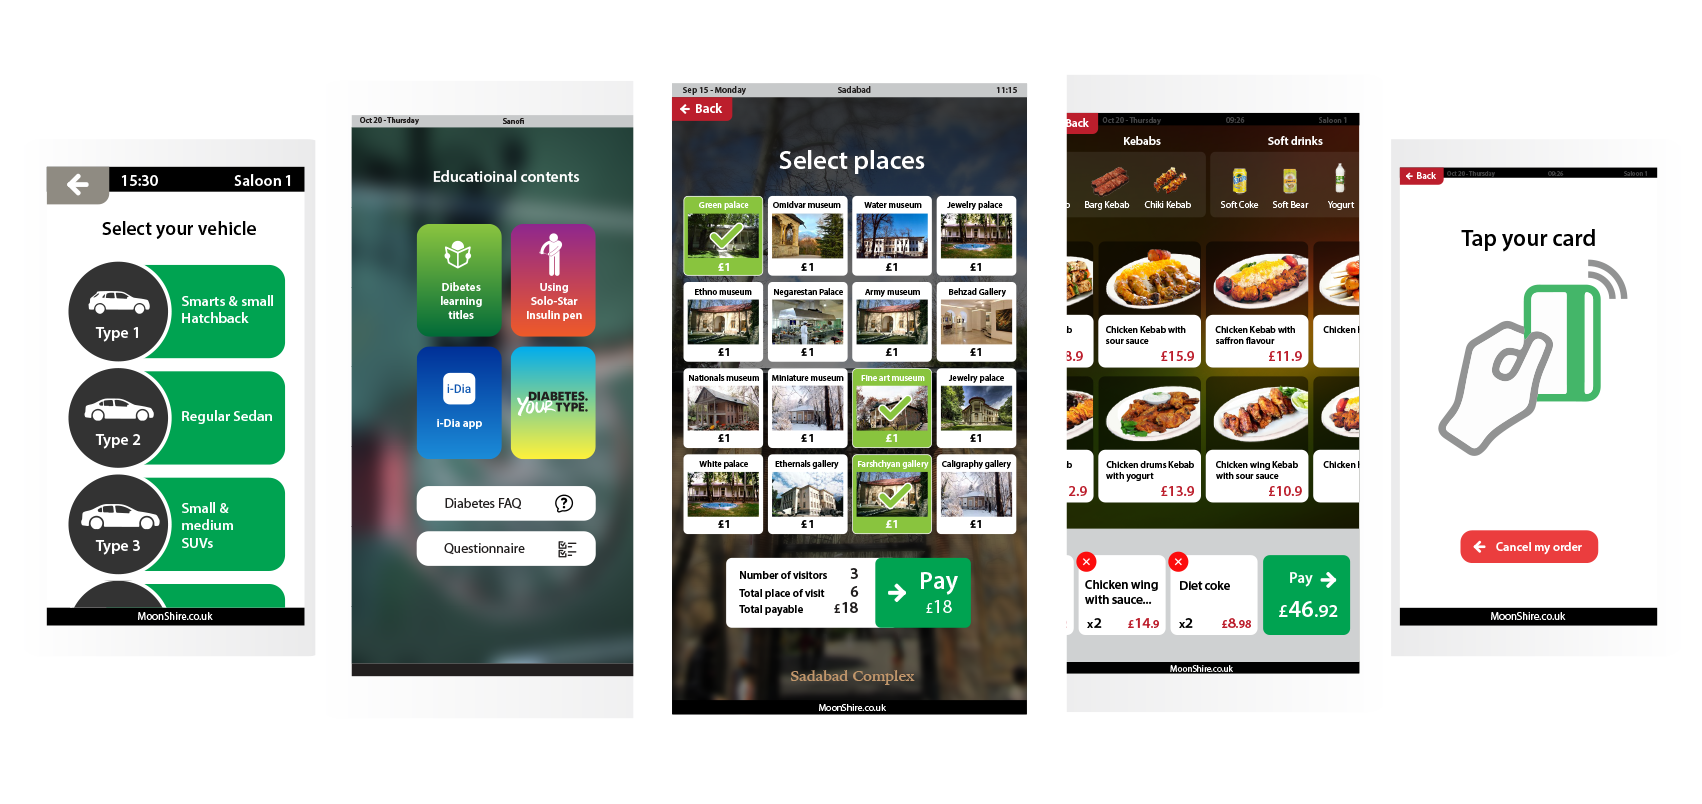 15:30
Saloon 1
Select your vehicle
Type 1
Smarts & small
Hatchback
Type 2
Regular Sedan
Type 3
Small &
medium
SUVs
MoonShire.co.uk
Oct 20 - Thursday
Sanofi
Educatioinal contents
Dibetes
learning
titles
Using
Solo-Star
Insulin pen
i-Dia
i-Dia app
DIABETES.
YOUR TYPE.
Diabetes FAQ
Questionnaire
Sep 15 - Monday
Sadabad
11:15
Back
Select places
Green palace
£1
Omidvar museum
£1
Water museum
£1
Jewelry palace
£1
Ethno museum
£1
Negarestan Palace
£1
Army museum
£1
Behzad Gallery
£1
Nationals museum
£1
Miniature museum
£1
Fine art museum
£1
Jewelry palace
£1
White palace
£1
Ethernals gallery
£1
Farshchyan gallery
£1
Caligraphy gallery
£1
Number of visitors 3
Total place of visit 6
Total payable £18
Pay
£18
Sadabad Complex
MoonShire.co.uk
Back
Oct 20 - Thursday
09:26
Saloon 1
Kebabs
Soft drinks
b
Barg Kebab
Chiki Kebab
Soft Coke
Soft Bear
Yogurt
b
8.9
Chicken Kebab with
sour sauce
£15.9
Chicken Kebab with
saffron flavour
£11.9
Chicken
b
2.9
Chicken drums Kebab
with yogurt
£13.9
Chicken wing Kebab
with sour sauce
£10.9
Chicken
Chicken wing
with sauce...
x2 £14.9
Diet coke
x2 £8.98
Pay
£46.92
MoonShire.co.uk
Back
Oct 20 - Thursday
09:26
Saloon 1
Tap your card
Cancel my order
MoonShire.co.uk